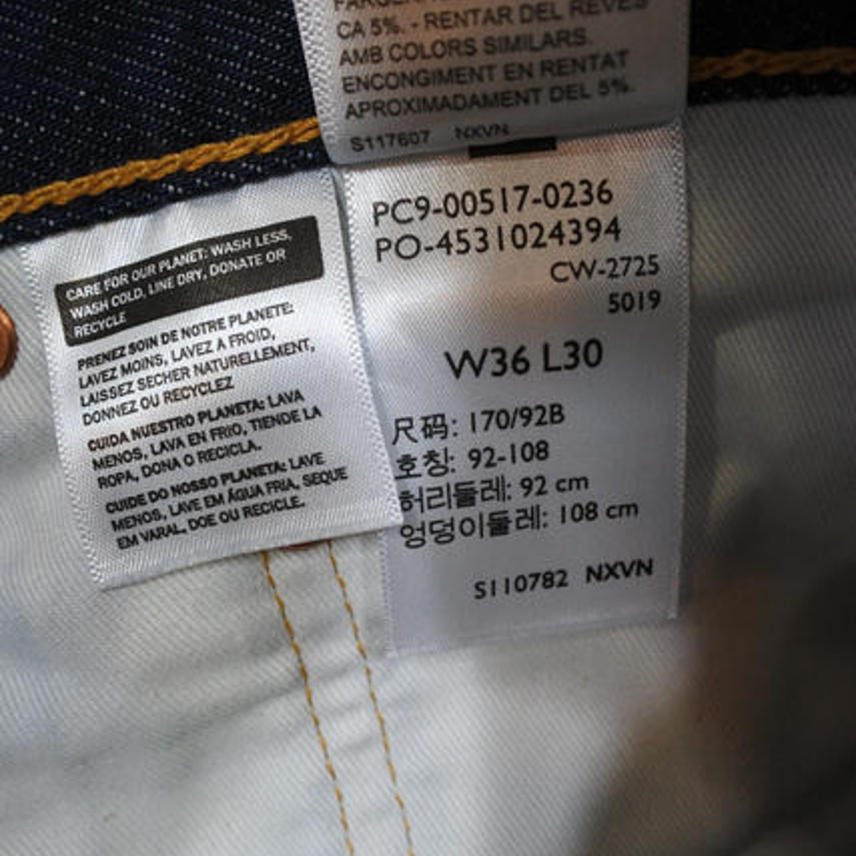 CA 5%. - RENTAR DEL REVES
AMB COLORS SIMILARS.
ENCONGIMENT EN RENTAT
APROXIMADAMENT DEL 5%.
S117607 NXVN
CARE FOR OUR PLANET: WASH LESS,
WASH COLD, LINE DRY, DONATE OR
RECYCLE
PRENEZ SOIN DE NOTRE PLANETE:
LAVEZ MOINS, LAVEZ A FROID,
LAISSEZ SECHER NATURELLEMENT,
DONNEZ OU RECYCLEZ
CUIDA NUESTRO PLANETA: LAVA
MENOS, LAVA EN FRIO, TIENDE LA
ROPA, DONA O RECICLA.
CUIDE DO NOSSO PLANETA: LAVE
MENOS, LAVE EM ÁGUA FRIA, SEQUE
EM VARAL, DOE OU RECICLE.
PC9-00517-0236
PO-4531024394
CW-2725
5019
W36 L30
尺码: 170/92B
호칭: 92-108
허리둘레: 92 cm
엉덩이둘레: 108 cm
S110782 NXVN